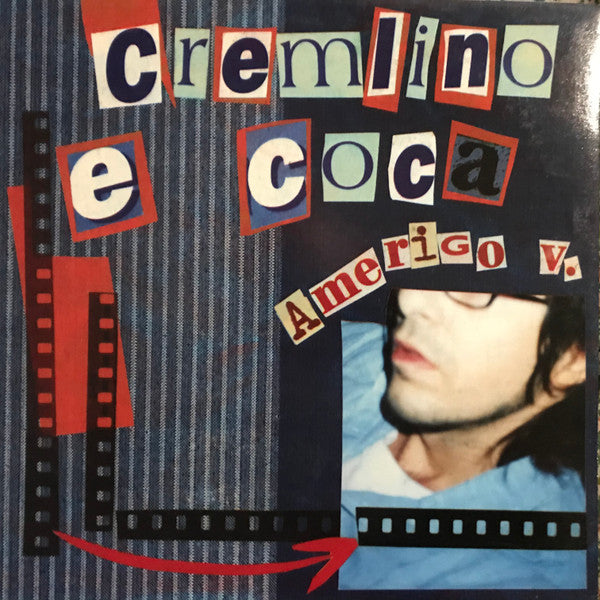 Cremlino
e coca
Amerigo V.